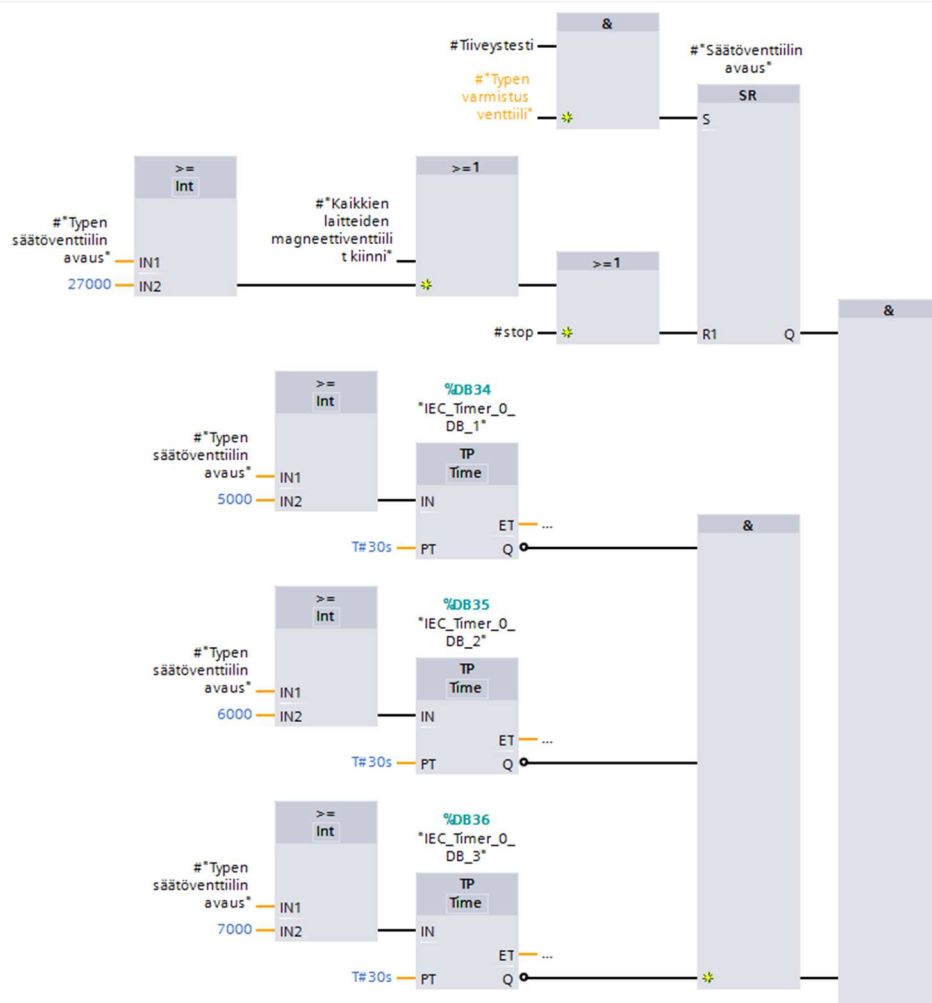 &
#Tiiveystesti
#"Typen
varmistus
venttiili"
#"Säätöventtiilin
avaus"
SR
S
R1
Q
>=
Int
#"Typen
säätöventtiilin
avaus"
IN1
27000
IN2
>=1
#"Kaikkien
laitteiden
magneettiventtiili
t kiinni"
>=1
#stop
&
>=
Int
#"Typen
säätöventtiilin
avaus"
IN1
5000
IN2
%DB34
"IEC_Timer_0_
DB_1"
TP
Time
IN
ET
...
T#30s
PT
Q
&
>=
Int
#"Typen
säätöventtiilin
avaus"
IN1
6000
IN2
%DB35
"IEC_Timer_0_
DB_2"
TP
Time
IN
ET
...
T#30s
PT
Q
>=
Int
#"Typen
säätöventtiilin
avaus"
IN1
7000
IN2
%DB36
"IEC_Timer_0_
DB_3"
TP
Time
IN
ET
...
T#30s
PT
Q